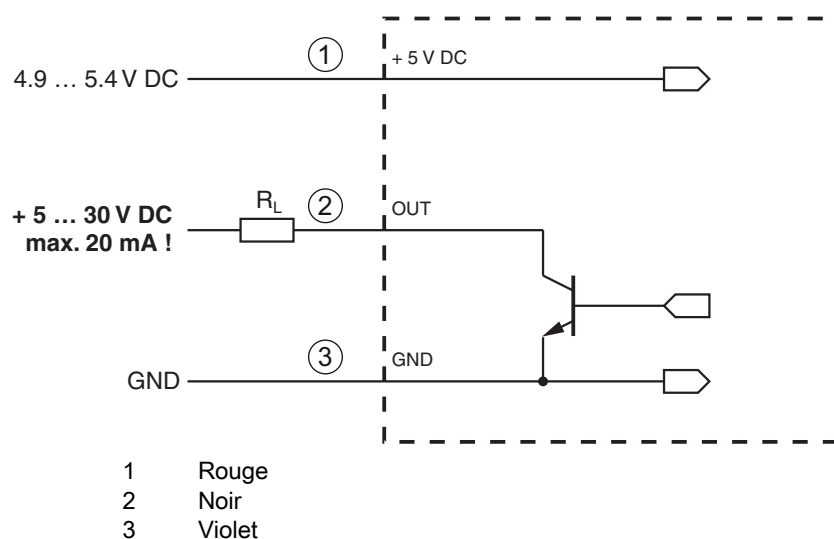 1
+ 5 V DC
4.9 … 5.4 V DC
RL
2
OUT
+ 5 … 30 V DC
max. 20 mA !
3
GND
GND
1 Rouge
2 Noir
3 Violet